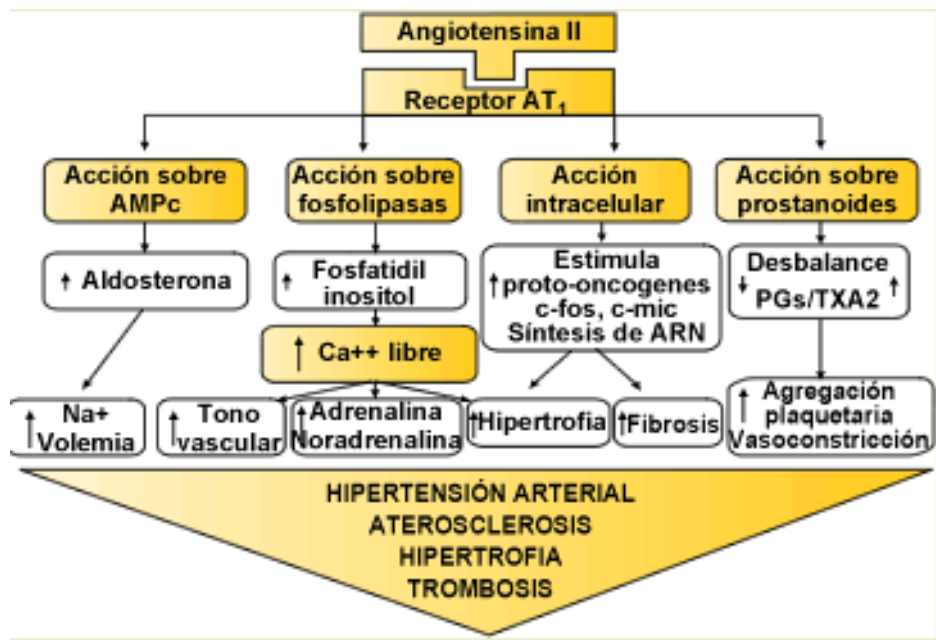 Angiotensina II
Receptor AT₁
Acción sobre
AMPc
Acción sobre
fosfolipasas
Acción
intracelular
Acción sobre
prostanoides
↑ Aldosterona
↑ Fosfatidil
inositol
Estimula
↑ proto-oncogenes
c-fos, c-mic
Síntesis de ARN
Desbalance
↓ PGs/TXA2 ↑
↑ Ca++ libre
↑ Na+
Volemia
↑ Tono
vascular
↑ Adrenalina
Noradrenalina
↑ Hipertrofia
↑ Fibrosis
↑ Agregación
plaquetaria
Vasoconstricción
HIPERTENSIÓN ARTERIAL
ATEROSCLEROSIS
HIPERTROFIA
TROMBOSIS